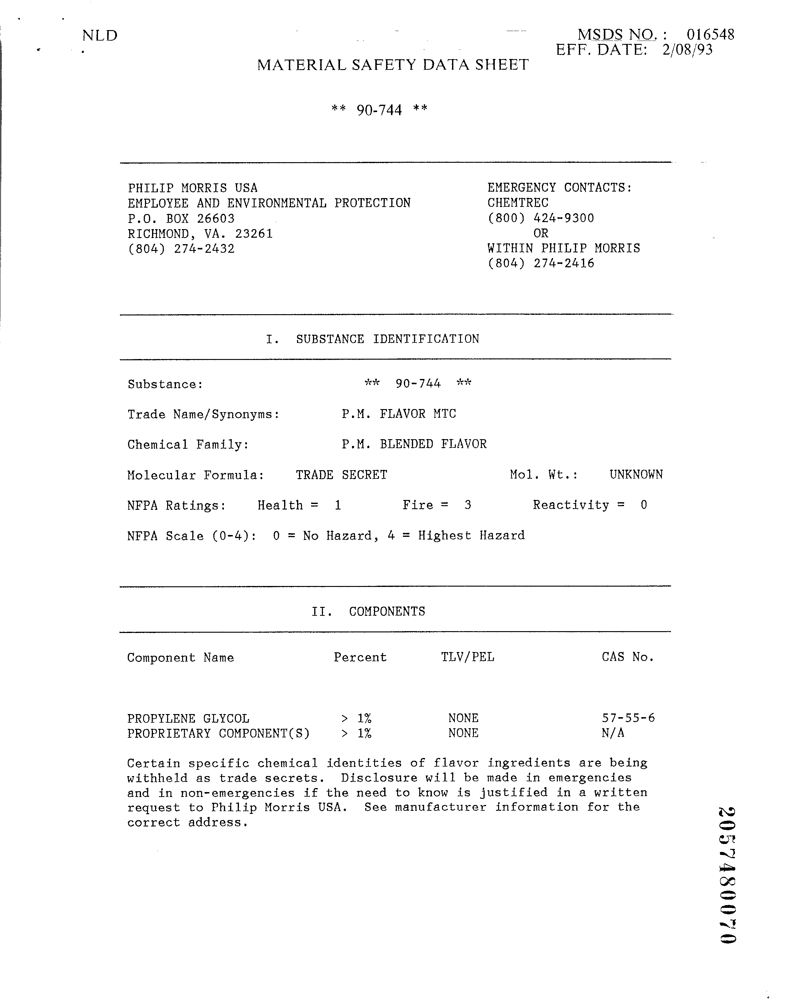 NLD
MSDS NO. : 016548
EFF. DATE: 2/08/93
MATERIAL SAFETY DATA SHEET
** 90-744 **
PHILIP MORRIS USA
EMPLOYEE AND ENVIRONMENTAL PROTECTION
P.O. BOX 26603
RICHMOND, VA. 23261
(804) 274-2432
EMERGENCY CONTACTS:
CHEMTREC
(800) 424-9300
OR
WITHIN PHILIP MORRIS
(804) 274-2416
I. SUBSTANCE IDENTIFICATION
Substance: ** 90-744 **
Trade Name/Synonyms: P.M. FLAVOR MTC
Chemical Family: P.M. BLENDED FLAVOR
Molecular Formula: TRADE SECRET Mol. Wt.: UNKNOWN
NFPA Ratings: Health = 1 Fire = 3 Reactivity = 0
NFPA Scale (0-4): 0 = No Hazard, 4 = Highest Hazard
II. COMPONENTS
Component Name Percent TLV/PEL CAS No.
PROPYLENE GLYCOL > 1% NONE 57-55-6
PROPRIETARY COMPONENT(S) > 1% NONE N/A
Certain specific chemical identities of flavor ingredients are being
withheld as trade secrets. Disclosure will be made in emergencies
and in non-emergencies if the need to know is justified in a written
request to Philip Morris USA. See manufacturer information for the
correct address.
2057480070